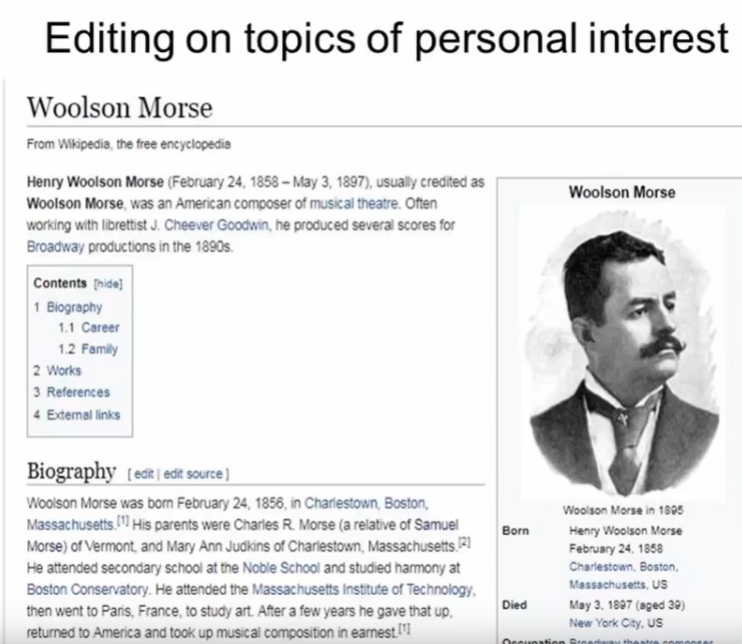 Editing on topics of personal interest
Woolson Morse
From Wikipedia, the free encyclopedia
Henry Woolson Morse (February 24, 1858 – May 3, 1897), usually credited as
Woolson Morse, was an American composer of musical theatre. Often
working with librettist J. Cheever Goodwin, he produced several scores for
Broadway productions in the 1890s.
Contents [hide]
1 Biography
1.1 Career
1.2 Family
2 Works
3 References
4 External links
Biography [ edit | edit source ]
Woolson Morse was born February 24, 1856, in Charlestown, Boston,
Massachusetts.[1] His parents were Charles R. Morse (a relative of Samuel
Morse) of Vermont, and Mary Ann Judkins of Charlestown, Massachusetts.[2]
He attended secondary school at the Noble School and studied harmony at
Boston Conservatory. He attended the Massachusetts Institute of Technology,
then went to Paris, France, to study art. After a few years he gave that up,
returned to America and took up musical composition in earnest.[1]
Woolson Morse
Woolson Morse in 1895
Born Henry Woolson Morse
February 24, 1858
Charlestown, Boston,
Massachusetts, US
Died May 3, 1897 (aged 39)
New York City, US
Occupation Broadway theatre composer